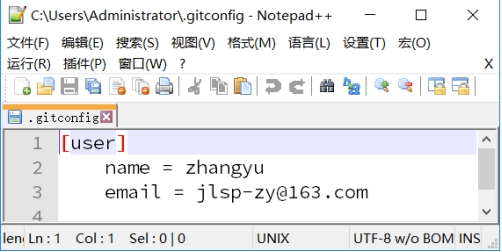 C:\Users\Administrator\.gitconfig - Notepad++
文件(F) 编辑(E) 搜索(S) 视图(V) 格式(M) 语言(L) 设置(T) 宏(O)
运行(R) 插件(P) 窗口(W) ? X
.gitconfig
1 [user]
2 name = zhangyu
3 email = jlsp-zy@163.com
4
Ln : 1 Col : 1 Sel : 0 | 0 UNIX UTF-8 w/o BOM INS